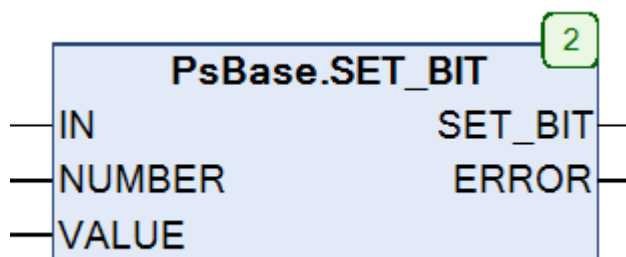 2
PsBase.SET_BIT
IN SET_BIT
NUMBER ERROR
VALUE